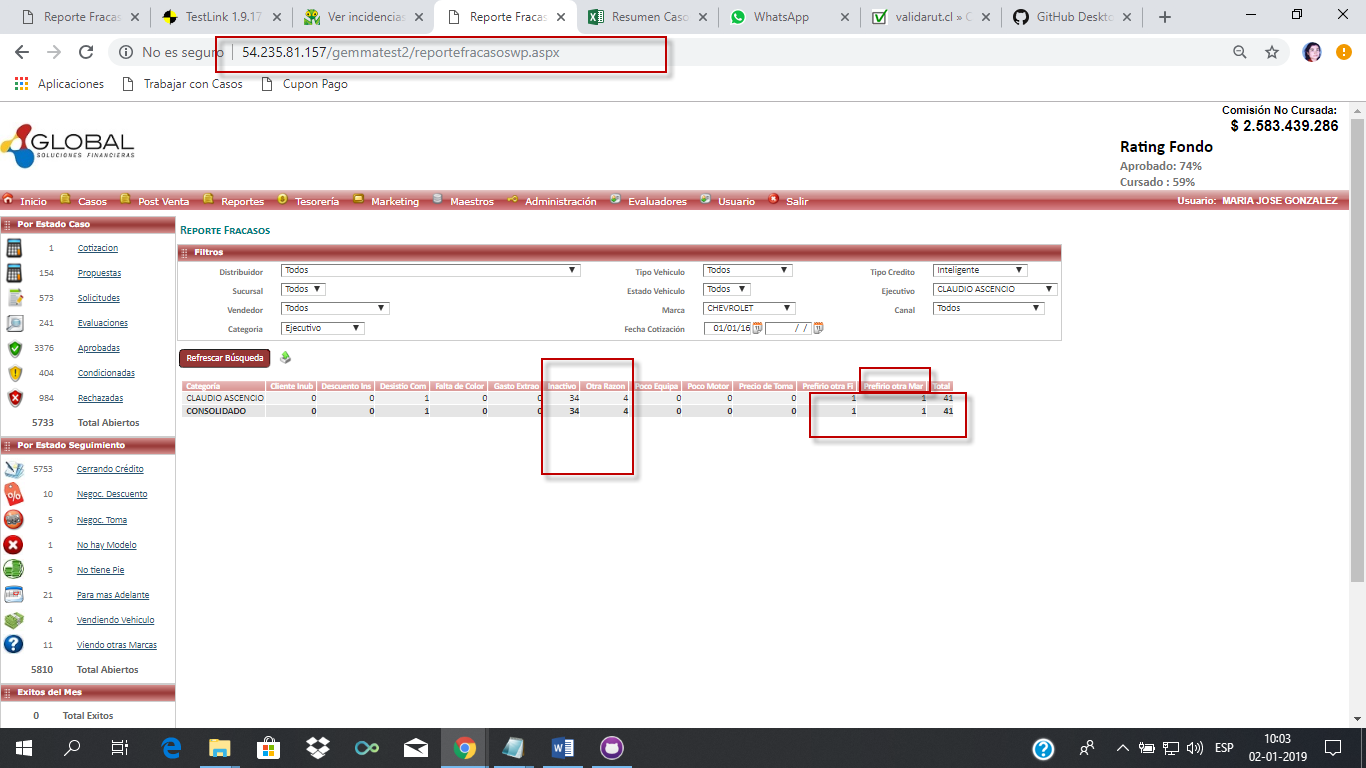 Reporte Fracas TestLink 1.9.17 Ver incidencias Reporte Fracas Resumen Caso WhatsApp validarut.cl » C GitHub Deskto
No es seguro 54.235.81.157/gemmatest2/reportefracasoswp.aspx
Aplicaciones Trabajar con Casos Cupon Pago
Comisión No Cursada:
$ 2.583.439.286
GLOBAL
SOLUCIONES FINANCIERAS
Rating Fondo
Aprobado: 74%
Cursado : 59%
Inicio Casos Post Venta Reportes Tesorería Marketing Maestros Administración Evaluadores Usuario Salir Usuario: MARIA JOSE GONZALEZ
Por Estado Caso
1 Cotizacion
154 Propuestas
573 Solicitudes
241 Evaluaciones
3376 Aprobadas
404 Condicionadas
984 Rechazadas
5733 Total Abiertos
Por Estado Seguimiento
5753 Cerrando Crédito
10 Negoc. Descuento
5 Negoc. Toma
1 No hay Modelo
5 No tiene Pie
21 Para mas Adelante
4 Vendiendo Vehiculo
11 Viendo otras Marcas
5810 Total Abiertos
Exitos del Mes
0 Total Exitos
Reporte Fracasos
Filtros
Distribuidor Todos Tipo Vehiculo Todos Tipo Credito Inteligente
Sucursal Todos Estado Vehiculo Todos Ejecutivo CLAUDIO ASCENCIO
Vendedor Todos Marca CHEVROLET Canal Todos
Categoria Ejecutivo Fecha Cotización 01/01/16 / /
Refrescar Búsqueda
Categoría Cliente Inub Descuento Ins Desistio Com Falta de Color Gasto Extrao Inactivo Otra Razon Poco Equipa Poco Motor Precio de Toma Prefirio otra Fi Prefirio otra Mar Total
CLAUDIO ASCENCIO 0 0 1 0 0 34 4 0 0 0 1 1 41
CONSOLIDADO 0 0 1 0 0 34 4 0 0 0 1 1 41
ESP 10:03
02-01-2019